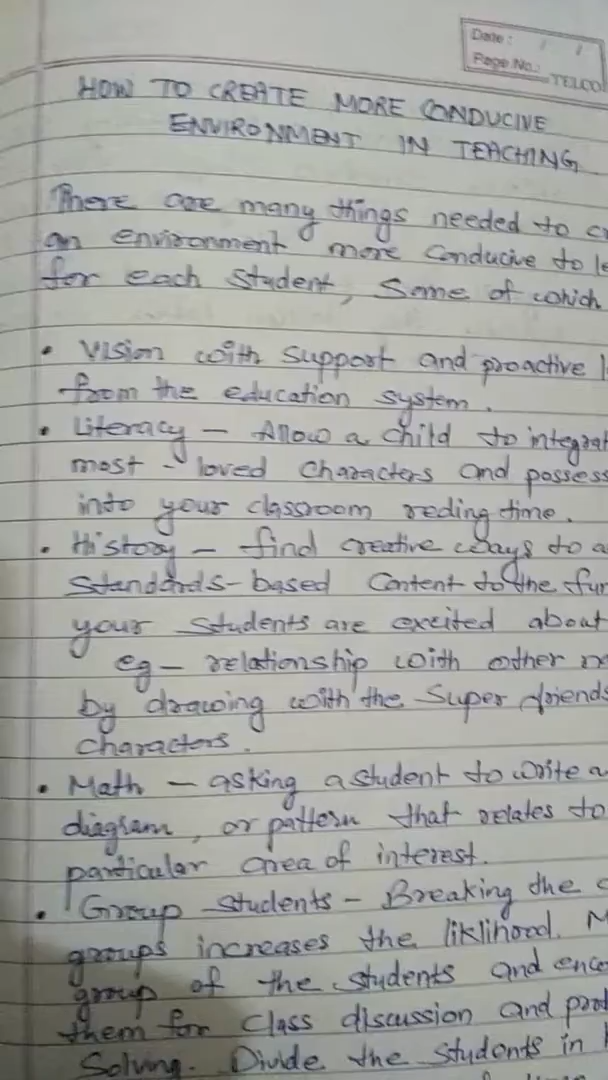 Date: / /
Page No.:
TELCO
HOW TO CREATE MORE CONDUCIVE
ENVIRONMENT IN TEACHING
There are many things needed to
an environment more conducive to
for each student, Some of which
• Vision with support and proactive
from the education system.
• Literacy – Allow a child to
most - loved characters and
into your classroom reding time.
• History – find creative ways to
Standards-based Content to the
your students are excited about
eg – relationship with other
by drawing with the Super friends
characters.
• Math – asking a student to write a
diagram, or pattern that relates to
particular area of interest.
• Group Students – Breaking the
groups increases the liklihood.
group of the students and
them for class discussion and
Solving. Divide the students in